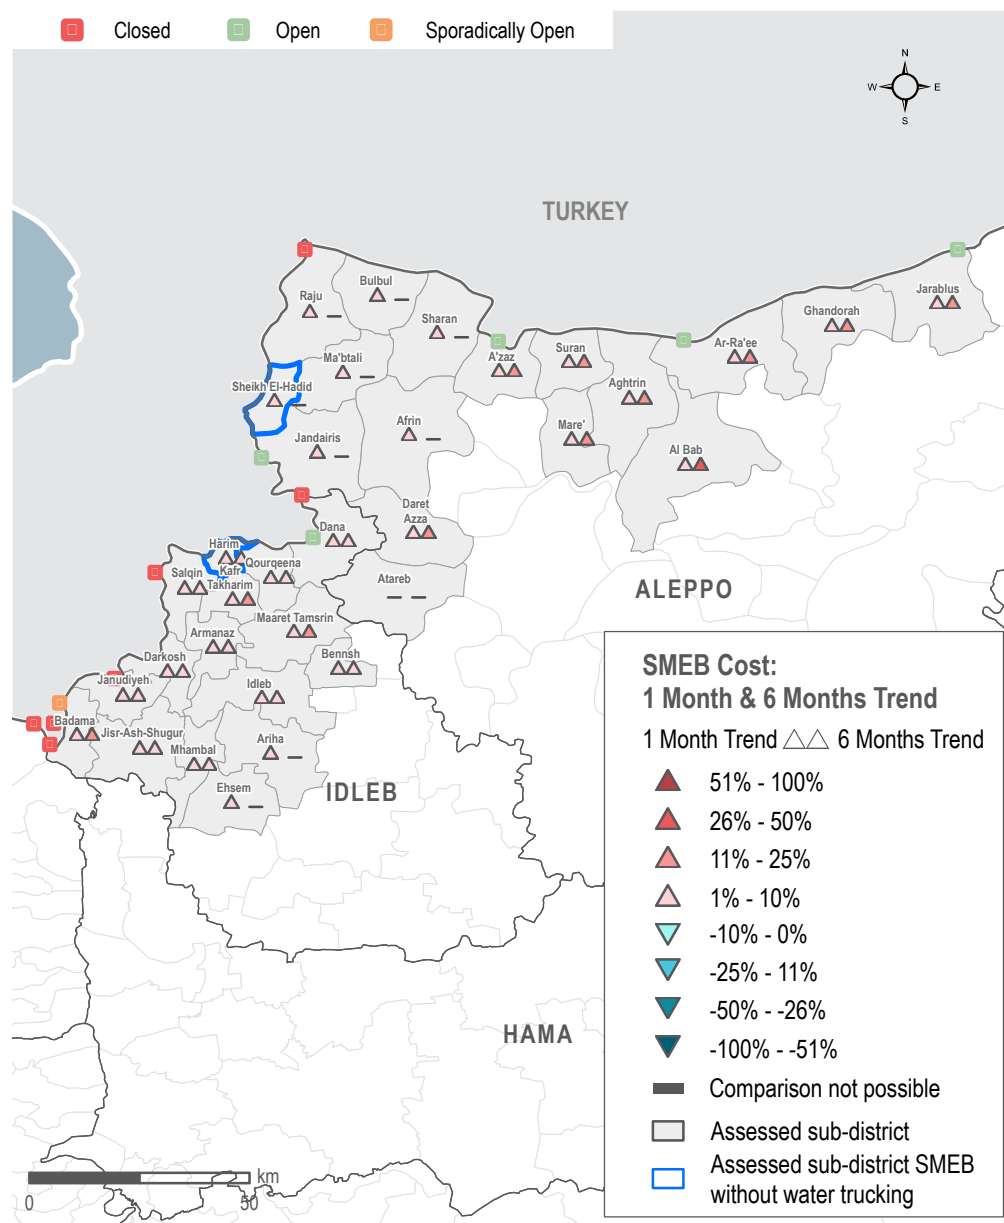 Closed Open Sporadically Open
N
W E
S
TURKEY
Bulbul
Raju
Sharan
Jarablus
Ghandorah
Ma'btali
A'zaz
Suran
Ar-Ra'ee
Sheikh El-Hadid
Aghtrin
Jandairis
Afrin
Mare'
Al Bab
Dana
Daret
Azza
Harim
Kafr
Takharim
Qourqeena
Salqin
Atareb
ALEPPO
Maaret Tamsrin
Armanaz
Bennsh
Darkosh
Janudiyeh
Idleb
Badama
Jisr-Ash-Shugur
Mhambal
Ariha
Ehsem
IDLEB
HAMA
SMEB Cost:
1 Month & 6 Months Trend
1 Month Trend 6 Months Trend
51% - 100%
26% - 50%
11% - 25%
1% - 10%
-10% - 0%
-25% - 11%
-50% - -26%
-100% - -51%
Comparison not possible
Assessed sub-district
Assessed sub-district SMEB
without water trucking
km
0 50